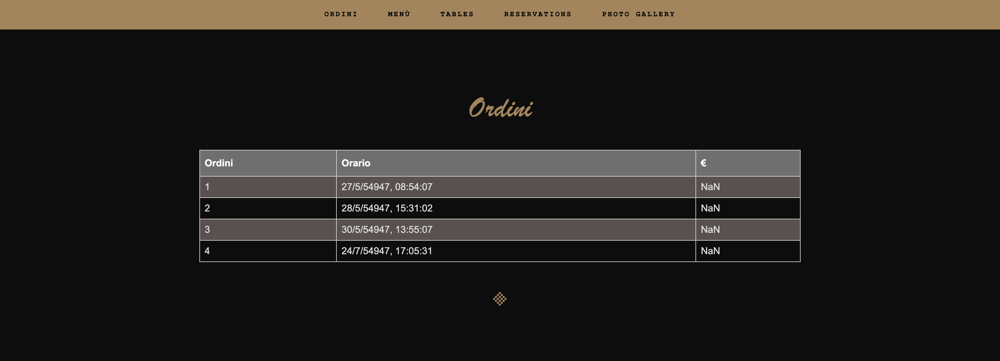 ORDINI MENÙ TABLES RESERVATIONS PHOTO GALLERY
Ordini
Ordini Orario €
1 27/5/54947, 08:54:07 NaN
2 28/5/54947, 15:31:02 NaN
3 30/5/54947, 13:55:07 NaN
4 24/7/54947, 17:05:31 NaN